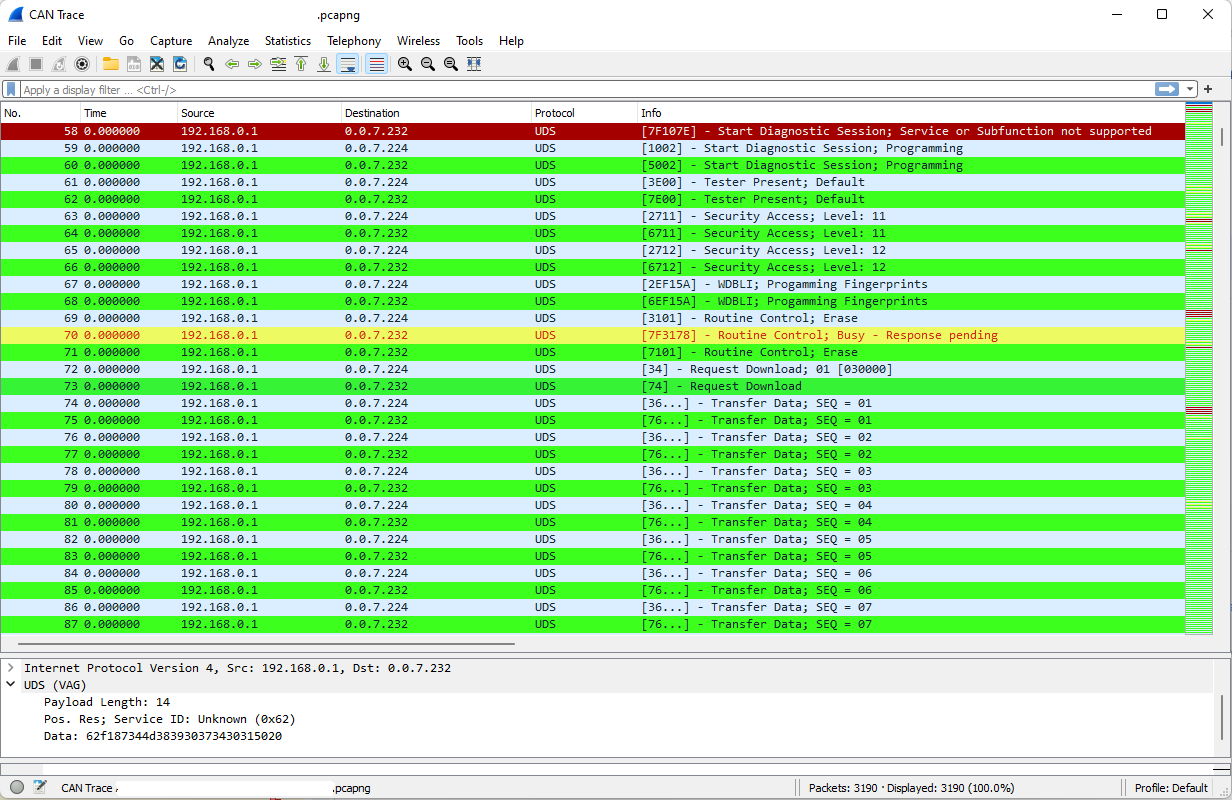 CAN Trace .pcapng
File Edit View Go Capture Analyze Statistics Telephony Wireless Tools Help
Apply a display filter ... <Ctrl-/>
No. Time Source Destination Protocol Info
58 0.000000 192.168.0.1 0.0.7.232 UDS [7F107E] - Start Diagnostic Session; Service or Subfunction not supported
59 0.000000 192.168.0.1 0.0.7.224 UDS [1002] - Start Diagnostic Session; Programming
60 0.000000 192.168.0.1 0.0.7.232 UDS [5002] - Start Diagnostic Session; Programming
61 0.000000 192.168.0.1 0.0.7.224 UDS [3E00] - Tester Present; Default
62 0.000000 192.168.0.1 0.0.7.232 UDS [7E00] - Tester Present; Default
63 0.000000 192.168.0.1 0.0.7.224 UDS [2711] - Security Access; Level: 11
64 0.000000 192.168.0.1 0.0.7.232 UDS [6711] - Security Access; Level: 11
65 0.000000 192.168.0.1 0.0.7.224 UDS [2712] - Security Access; Level: 12
66 0.000000 192.168.0.1 0.0.7.232 UDS [6712] - Security Access; Level: 12
67 0.000000 192.168.0.1 0.0.7.224 UDS [2EF15A] - WDBLI; Progamming Fingerprints
68 0.000000 192.168.0.1 0.0.7.232 UDS [6EF15A] - WDBLI; Progamming Fingerprints
69 0.000000 192.168.0.1 0.0.7.224 UDS [3101] - Routine Control; Erase
70 0.000000 192.168.0.1 0.0.7.232 UDS [7F3178] - Routine Control; Busy - Response pending
71 0.000000 192.168.0.1 0.0.7.232 UDS [7101] - Routine Control; Erase
72 0.000000 192.168.0.1 0.0.7.224 UDS [34] - Request Download; 01 [030000]
73 0.000000 192.168.0.1 0.0.7.232 UDS [74] - Request Download
74 0.000000 192.168.0.1 0.0.7.224 UDS [36...] - Transfer Data; SEQ = 01
75 0.000000 192.168.0.1 0.0.7.232 UDS [76...] - Transfer Data; SEQ = 01
76 0.000000 192.168.0.1 0.0.7.224 UDS [36...] - Transfer Data; SEQ = 02
77 0.000000 192.168.0.1 0.0.7.232 UDS [76...] - Transfer Data; SEQ = 02
78 0.000000 192.168.0.1 0.0.7.224 UDS [36...] - Transfer Data; SEQ = 03
79 0.000000 192.168.0.1 0.0.7.232 UDS [76...] - Transfer Data; SEQ = 03
80 0.000000 192.168.0.1 0.0.7.224 UDS [36...] - Transfer Data; SEQ = 04
81 0.000000 192.168.0.1 0.0.7.232 UDS [76...] - Transfer Data; SEQ = 04
82 0.000000 192.168.0.1 0.0.7.224 UDS [36...] - Transfer Data; SEQ = 05
83 0.000000 192.168.0.1 0.0.7.232 UDS [76...] - Transfer Data; SEQ = 05
84 0.000000 192.168.0.1 0.0.7.224 UDS [36...] - Transfer Data; SEQ = 06
85 0.000000 192.168.0.1 0.0.7.232 UDS [76...] - Transfer Data; SEQ = 06
86 0.000000 192.168.0.1 0.0.7.224 UDS [36...] - Transfer Data; SEQ = 07
87 0.000000 192.168.0.1 0.0.7.232 UDS [76...] - Transfer Data; SEQ = 07
Internet Protocol Version 4, Src: 192.168.0.1, Dst: 0.0.7.232
UDS (VAG)
Payload Length: 14
Pos. Res; Service ID: Unknown (0x62)
Data: 62f187344d383930373430315020
CAN Trace .pcapng Packets: 3190 · Displayed: 3190 (100.0%) Profile: Default